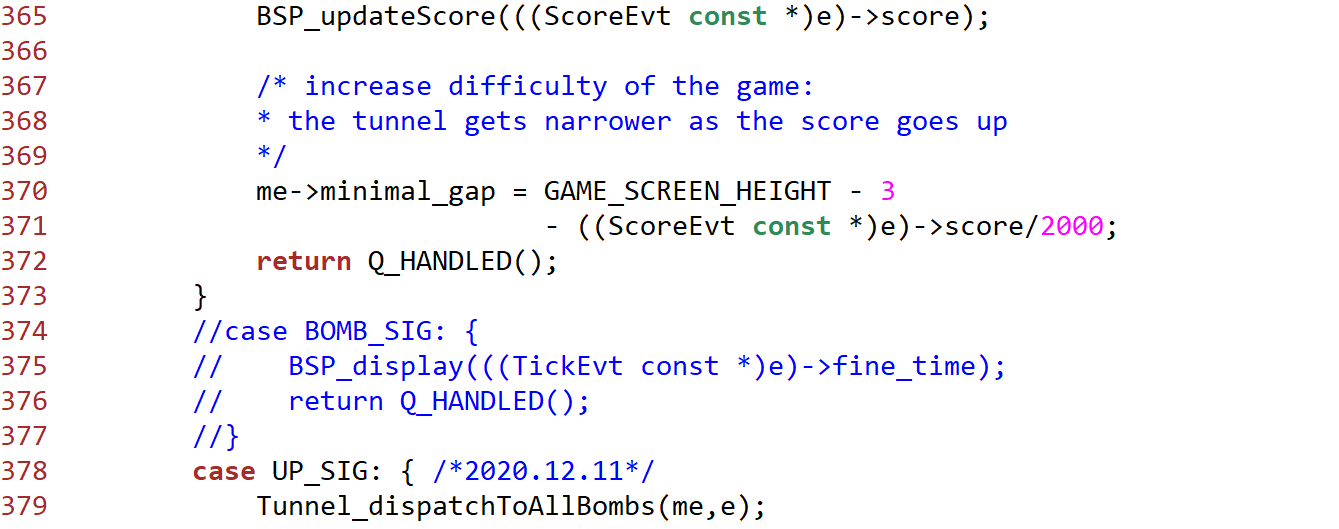 365             BSP_updateScore(((ScoreEvt const *)e)->score);
366
367             /* increase difficulty of the game:
368             * the tunnel gets narrower as the score goes up
369             */
370             me->minimal_gap = GAME_SCREEN_HEIGHT - 3
371                               - ((ScoreEvt const *)e)->score/2000;
372             return Q_HANDLED();
373         }
374         //case BOMB_SIG: {
375         //    BSP_display(((TickEvt const *)e)->fine_time);
376         //    return Q_HANDLED();
377         //}
378         case UP_SIG: { /*2020.12.11*/
379             Tunnel_dispatchToAllBombs(me,e);